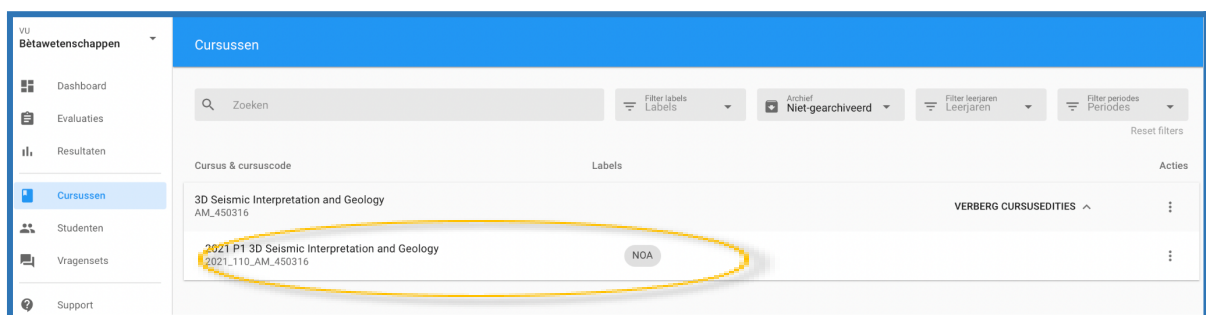 VU
Bètawetenschappen
Cursussen
Dashboard
Evaluaties
Resultaten
Cursussen
Studenten
Vragensets
Support
Zoeken
Filter labels
Labels
Archief
Niet-gearchiveerd
Filter leerjaren
Leerjaren
Filter periodes
Periodes
Reset filters
Cursus & cursuscode Labels Acties
3D Seismic Interpretation and Geology
AM_450316
VERBERG CURSUSEDITIES
2021 P1 3D Seismic Interpretation and Geology
2021_110_AM_450316
NOA